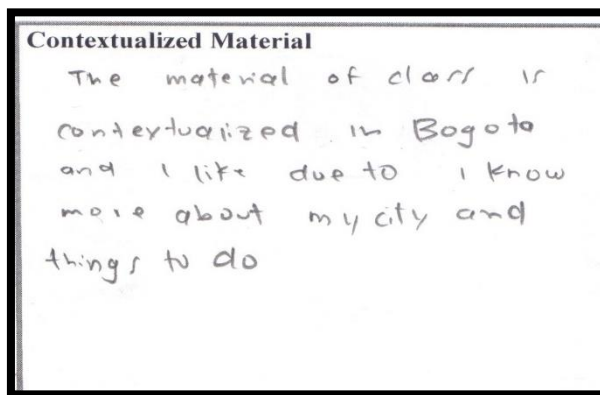 Contextualized Material
The material of class is
contextualized in Bogota
and I like due to I know
more about my city and
things to do